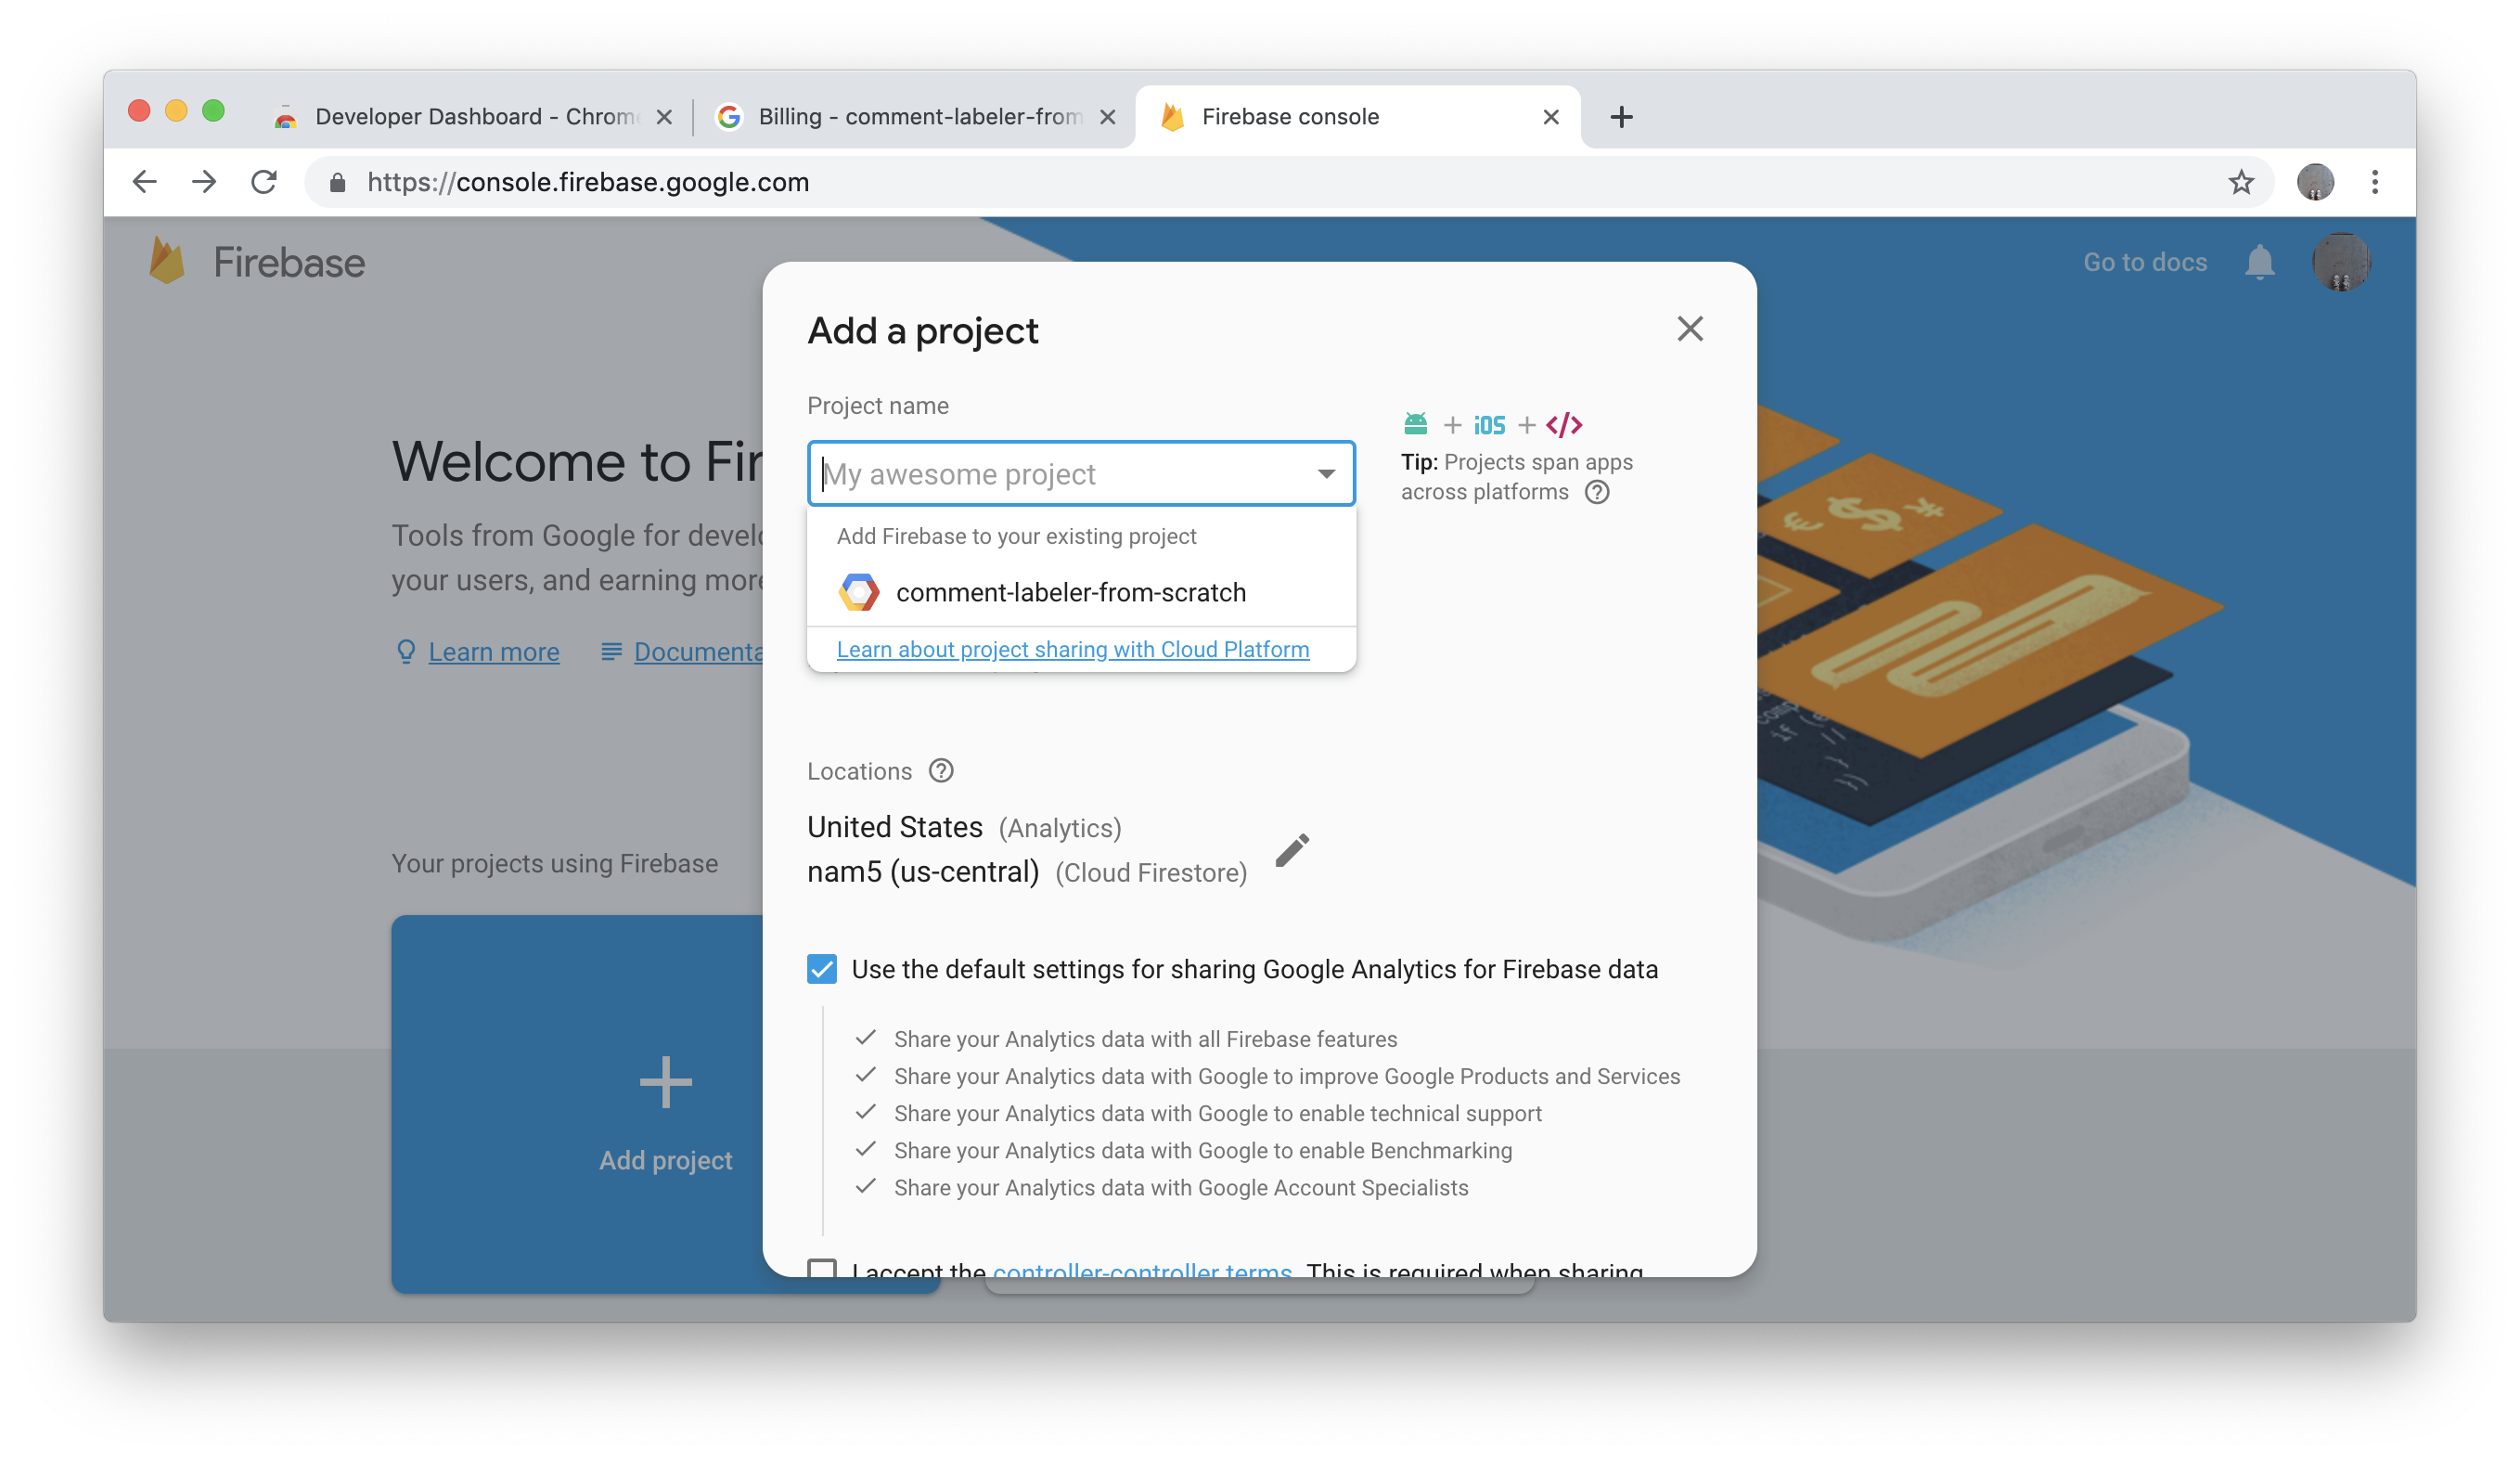 Developer Dashboard - Chrome
Billing - comment-labeler-from
Firebase console
https://console.firebase.google.com
Firebase
Go to docs
Welcome to Fir
Tools from Google for develo
your users, and earning more
Learn more
Documenta
Your projects using Firebase
Add project
Add a project
Project name
My awesome project
Add Firebase to your existing project
comment-labeler-from-scratch
Learn about project sharing with Cloud Platform
iOS
Tip: Projects span apps
across platforms
Locations
United States (Analytics)
nam5 (us-central) (Cloud Firestore)
Use the default settings for sharing Google Analytics for Firebase data
Share your Analytics data with all Firebase features
Share your Analytics data with Google to improve Google Products and Services
Share your Analytics data with Google to enable technical support
Share your Analytics data with Google to enable Benchmarking
Share your Analytics data with Google Account Specialists
I accept the controller-controller terms. This is required when sharing